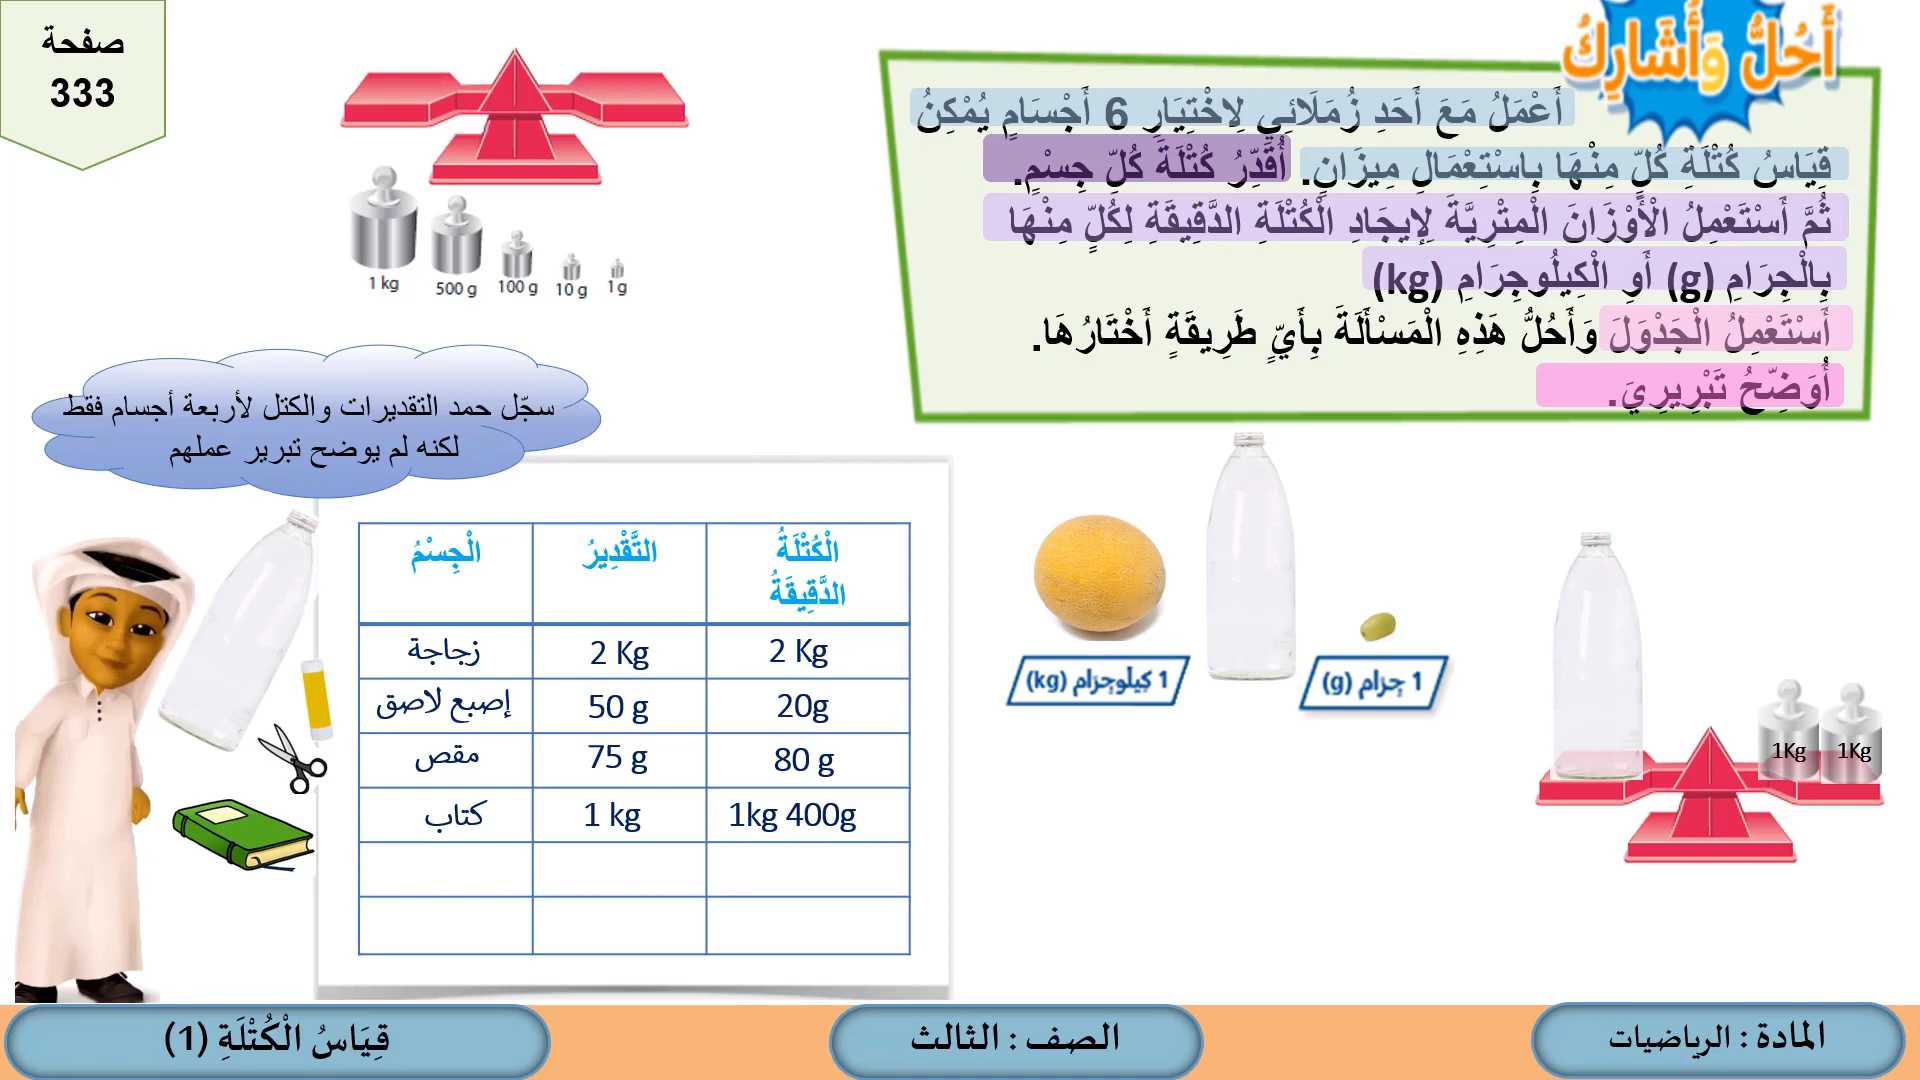 صفحة
333
أَحُلُّ وَأُشَارِكُ
أَعْمَلُ مَعَ أَحَدِ زُمَلَائِي لِاخْتِيَارِ 6 أَجْسَامٍ يُمْكِنُ
قِيَاسُ كُتْلَةِ كُلٍّ مِنْهَا بِاسْتِعْمَالِ مِيزَانٍ. أُقَدِّرُ كُتْلَةَ كُلِّ جِسْمٍ.
ثُمَّ أَسْتَعْمِلُ الْأَوْزَانَ الْمِتْرِيَّةَ لِإِيجَادِ الْكُتْلَةِ الدَّقِيقَةِ لِكُلٍّ مِنْهَا
بِالْجِرَامِ (g) أَوِ الْكِيلُوجِرَامِ (kg)
أَسْتَعْمِلُ الْجَدْوَلَ وَأَحُلُّ هَذِهِ الْمَسْأَلَةَ بِأَيِّ طَرِيقَةٍ أَخْتَارُهَا.
أُوَضِّحُ تَبْرِيرِيَ.
1 kg 500 g 100 g 10 g 1 g
سجّل حمد التقديرات والكتل لأربعة أجسام فقط
لكنه لم يوضح تبرير عملهم
الْجِسْمُ التَّقْدِيرُ الْكُتْلَةُ
الدَّقِيقَةُ
زجاجة 2 Kg 2 Kg
إصبع لاصق 50 g 20g
مقص 75 g 80 g
كتاب 1 kg 1kg 400g
1 كيلوجرام (kg)
1 جرام (g)
1Kg 1Kg
المادة : الرياضيات
الصف : الثالث
قِيَاسُ الْكُتْلَةِ (1)